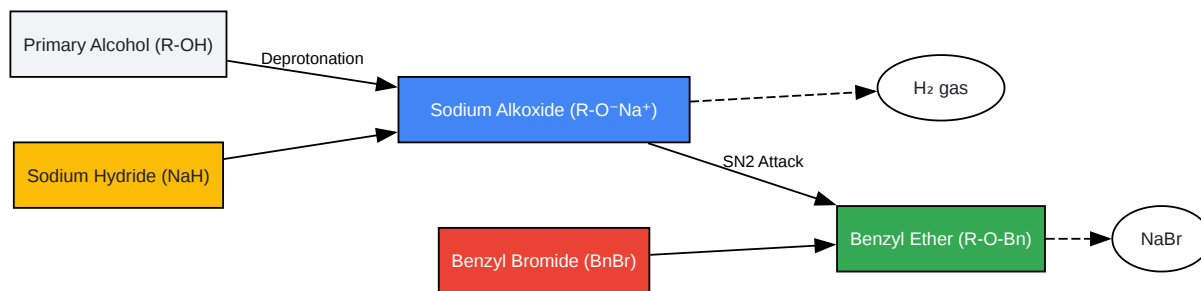 Primary Alcohol (R-OH)
Deprotonation
Sodium Alkoxide (R-O⁻Na⁺)
H₂ gas
Sodium Hydride (NaH)
SN2 Attack
Benzyl Bromide (BnBr)
Benzyl Ether (R-O-Bn)
NaBr